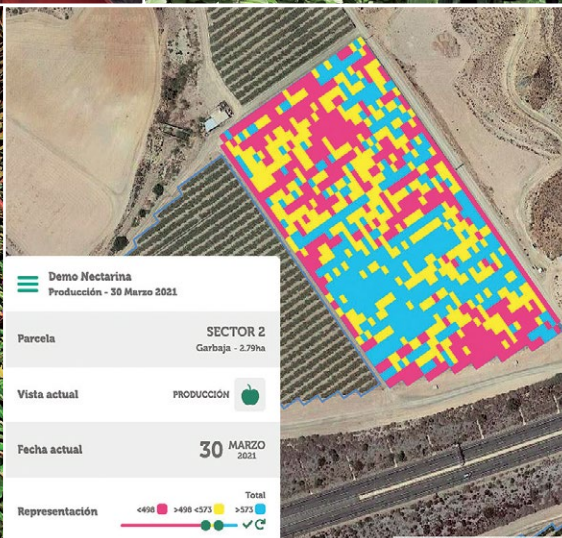 Demo Nectarina
Producción - 30 Marzo 2021
Parcela
SECTOR 2
Garbaja - 2.79ha
Vista actual
PRODUCCIÓN
Fecha actual
30 MARZO
2021
Representación
Total
<498 >498 <573 >573